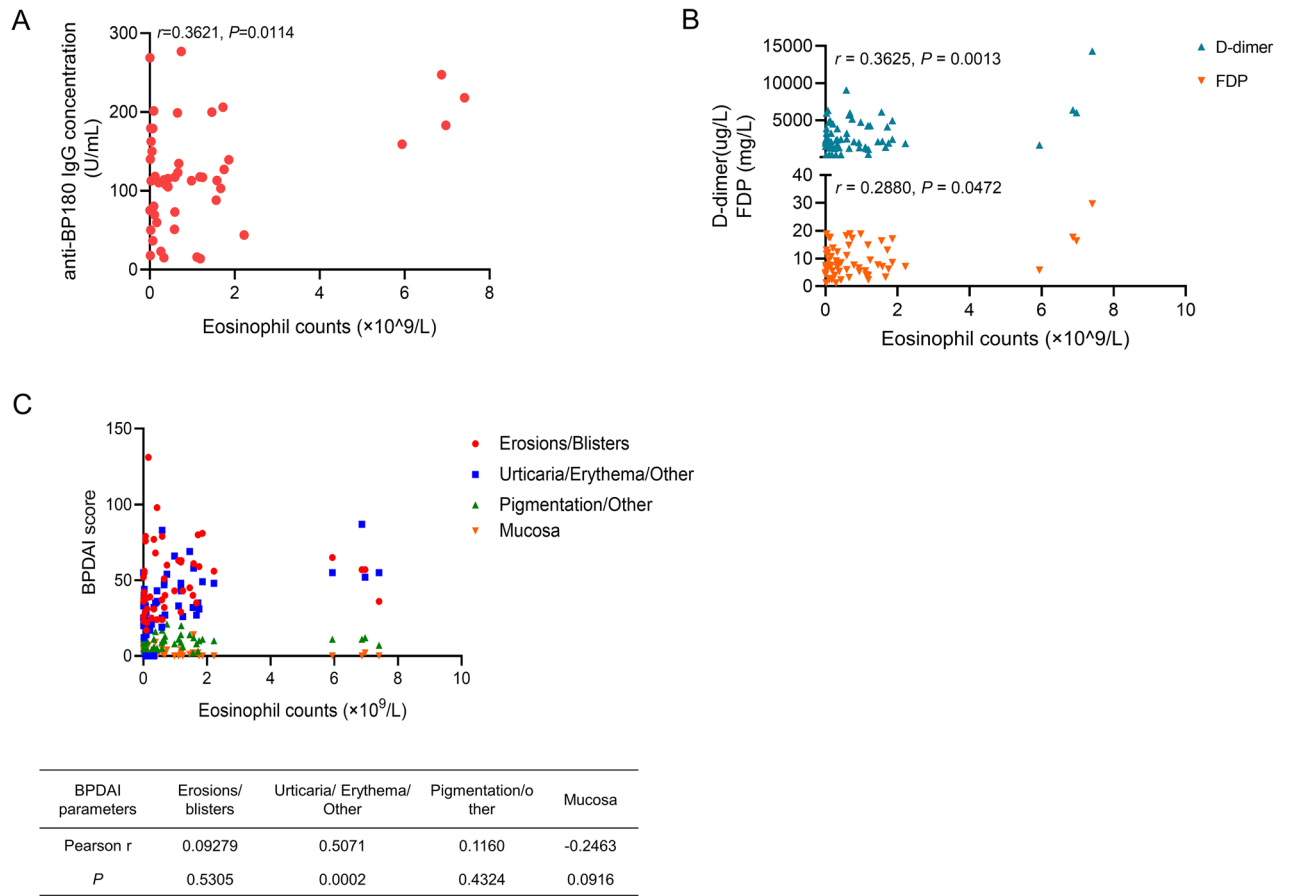 A
r=0.3621, P=0.0114
anti-BP180 IgG concentration
(U/mL)
300
200
100
0
0 2 4 6 8
Eosinophil counts (×10^9/L)
B
D-dimer
FDP
r = 0.3625, P = 0.0013
D-dimer(ug/L)
FDP (mg/L)
15000
10000
5000
r = 0.2880, P = 0.0472
40
30
20
10
0
0 2 4 6 8 10
Eosinophil counts (×10^9/L)
C
BPDAI score
150
100
50
0
0 2 4 6 8 10
Eosinophil counts (×10⁹/L)
Erosions/Blisters
Urticaria/Erythema/Other
Pigmentation/Other
Mucosa
BPDAI
parameters
Erosions/
blisters
Urticaria/ Erythema/
Other
Pigmentation/o
ther
Mucosa
Pearson r 0.09279 0.5071 0.1160 -0.2463
P 0.5305 0.0002 0.4324 0.0916